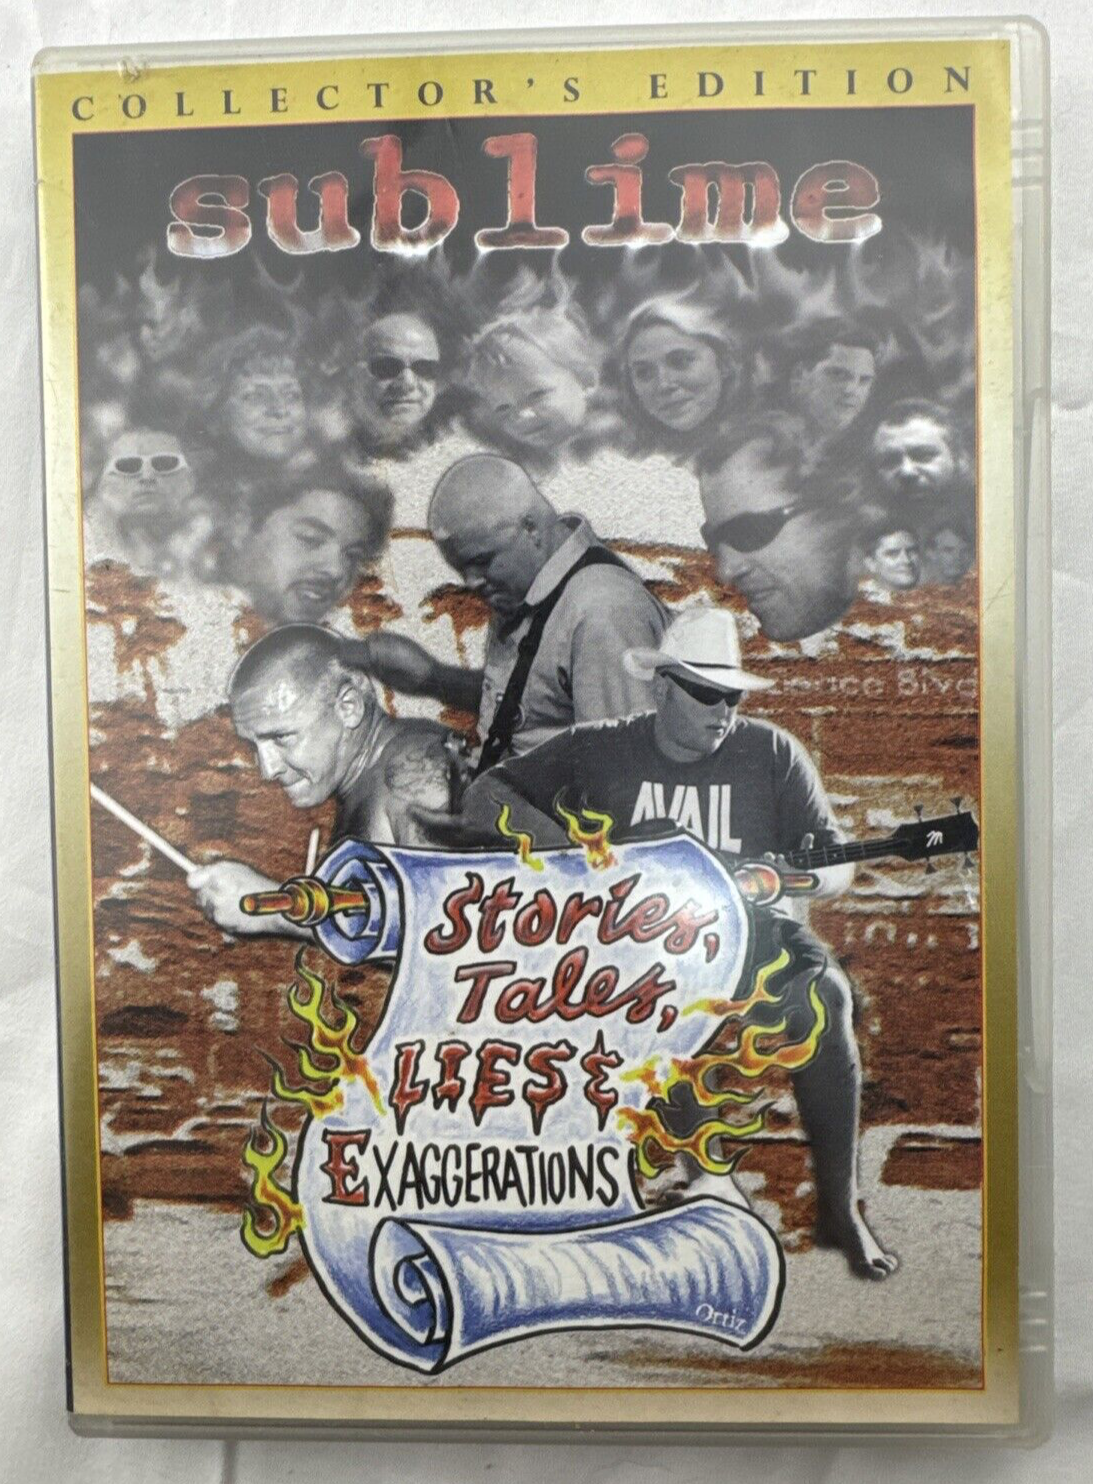 COLLECTOR'S EDITION
sublime
AVAIL
Stories,
Tales,
LIES &
EXAGGERATIONS
Ortiz